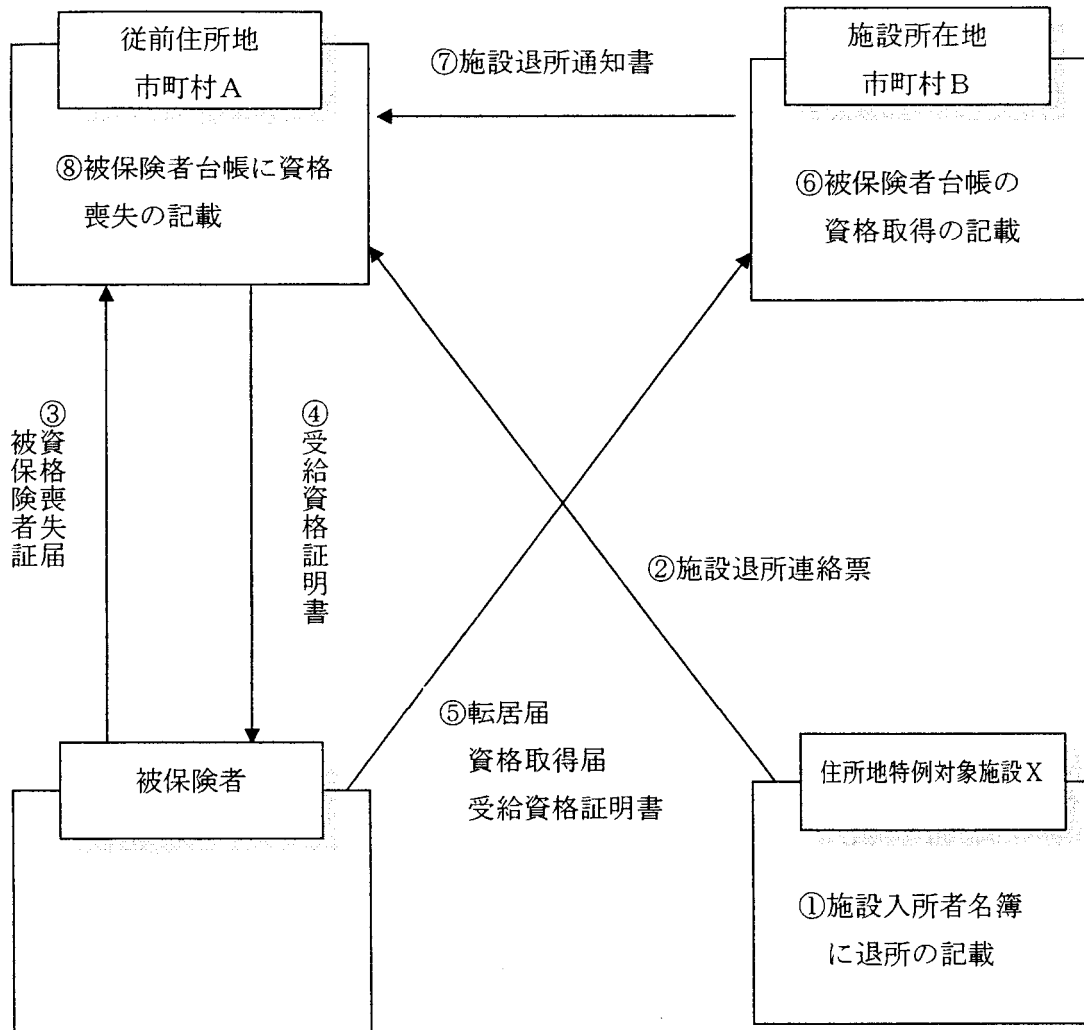 従前住所地
市町村A
⑦施設退所通知書
施設所在地
市町村B
⑧被保険者台帳に資格
喪失の記載
⑥被保険者台帳の
資格取得の記載
③資格喪失届
被保険者証
④受給資格証明書
②施設退所連絡票
⑤転居届
資格取得届
受給資格証明書
被保険者
住所地特例対象施設X
①施設入所者名簿
に退所の記載